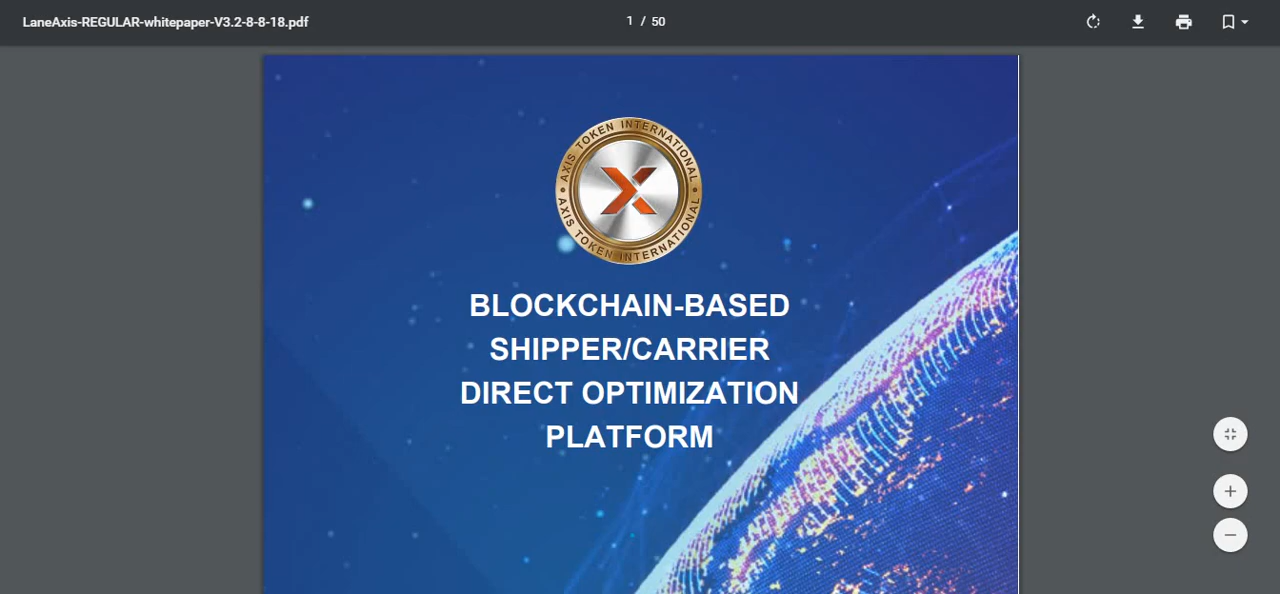 LaneAxis-REGULAR-whitepaper-V3.2-8-8-18.pdf
1 / 50
• AXIS TOKEN INTERNATIONAL •
AXIS TOKEN INTERNATIONAL
BLOCKCHAIN-BASED
SHIPPER/CARRIER
DIRECT OPTIMIZATION
PLATFORM